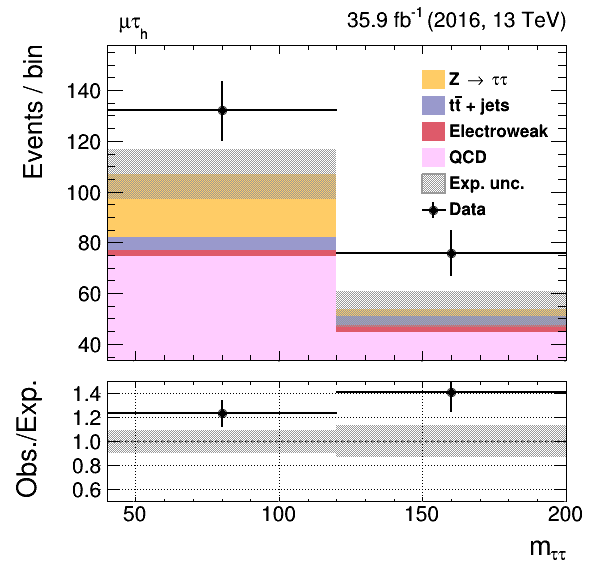 μτh 35.9 fb-1 (2016, 13 TeV)
Events / bin
140
120
100
80
60
40
Z → ττ
tt̄ + jets
Electroweak
QCD
Exp. unc.
Data
Obs./Exp.
1.4
1.2
1.0
0.8
0.6
50 100 150 200
mττ